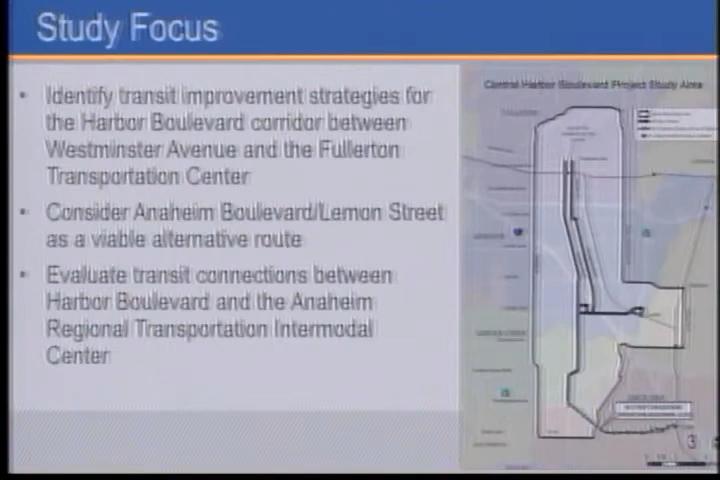 Study Focus
• Identify transit improvement strategies for
the Harbor Boulevard corridor between
Westminster Avenue and the Fullerton
Transportation Center
• Consider Anaheim Boulevard/Lemon Street
as a viable alternative route
• Evaluate transit connections between
Harbor Boulevard and the Anaheim
Regional Transportation Intermodal
Center
Central Harbor Boulevard Project Study Area
3